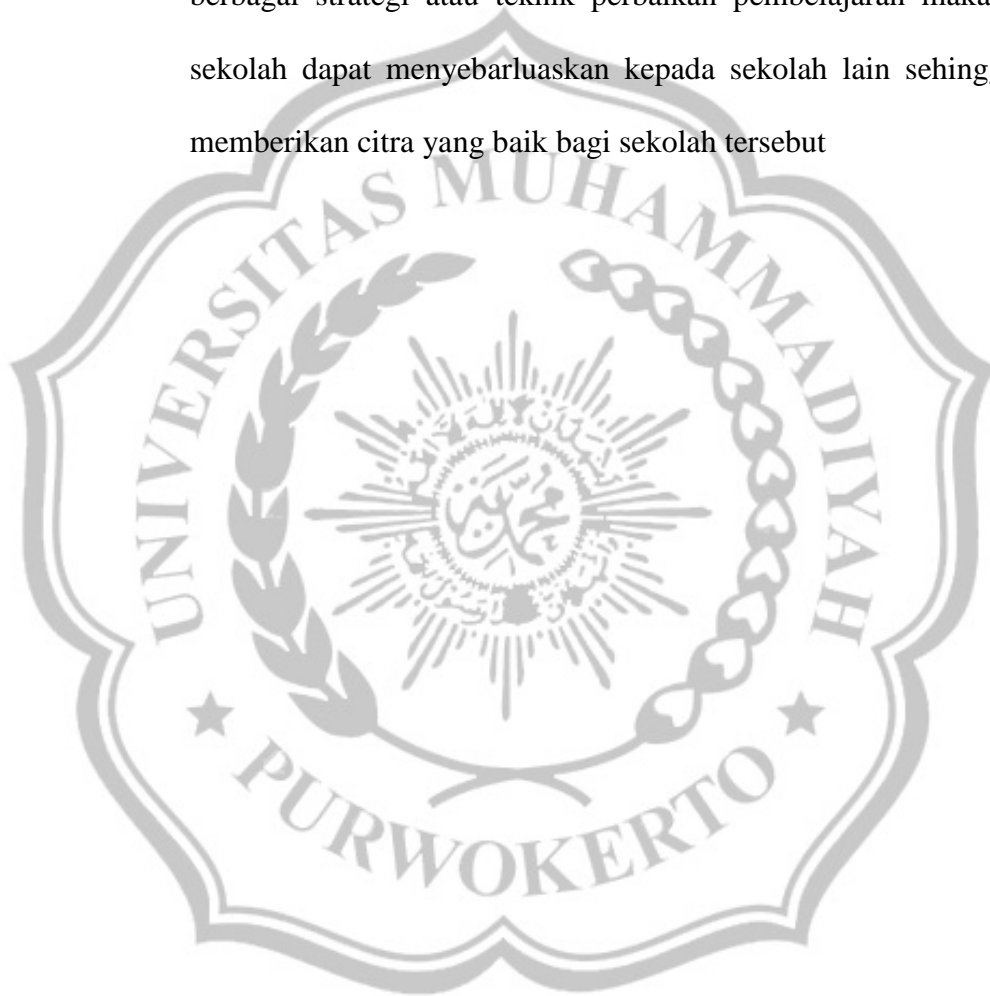 berbagai strategi atau teknik perbaikan pembelajaran maka
sekolah dapat menyebarluaskan kepada sekolah lain sehing
memberikan citra yang baik bagi sekolah tersebut
UNIVERSITAS MUHAMMADIYAH
PURWOKERTO